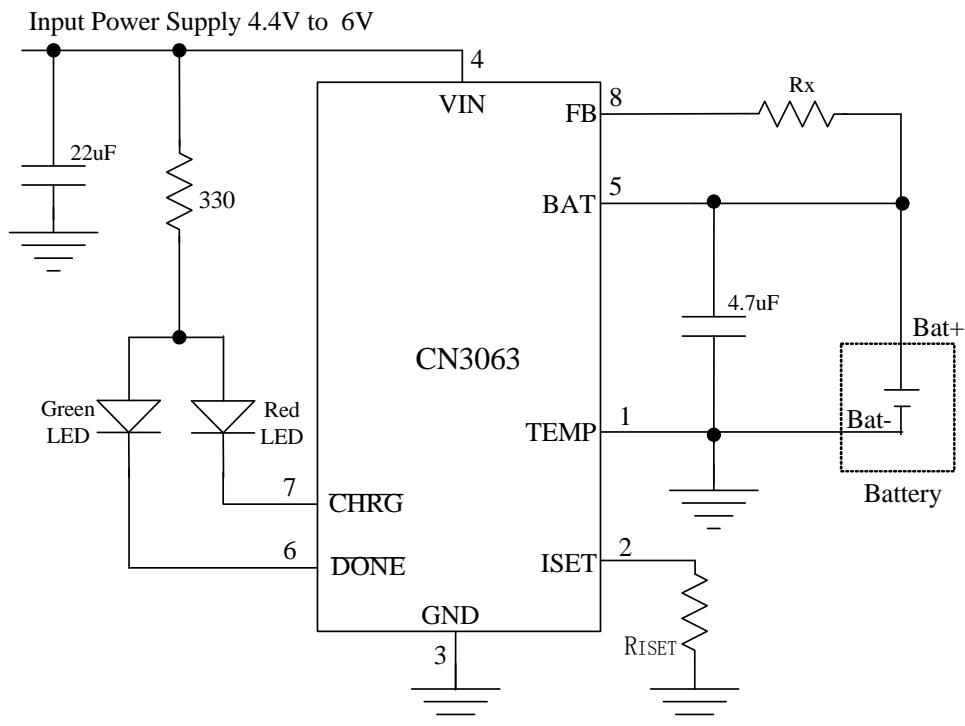 Input Power Supply 4.4V to 6V
4
VIN
8
Rx
FB
22uF
330
5
BAT
4.7uF
Bat+
CN3063
Green
LED
Red
LED
1
TEMP
Bat-
7
CHRG
Battery
6
DONE
2
ISET
GND
3
RISET